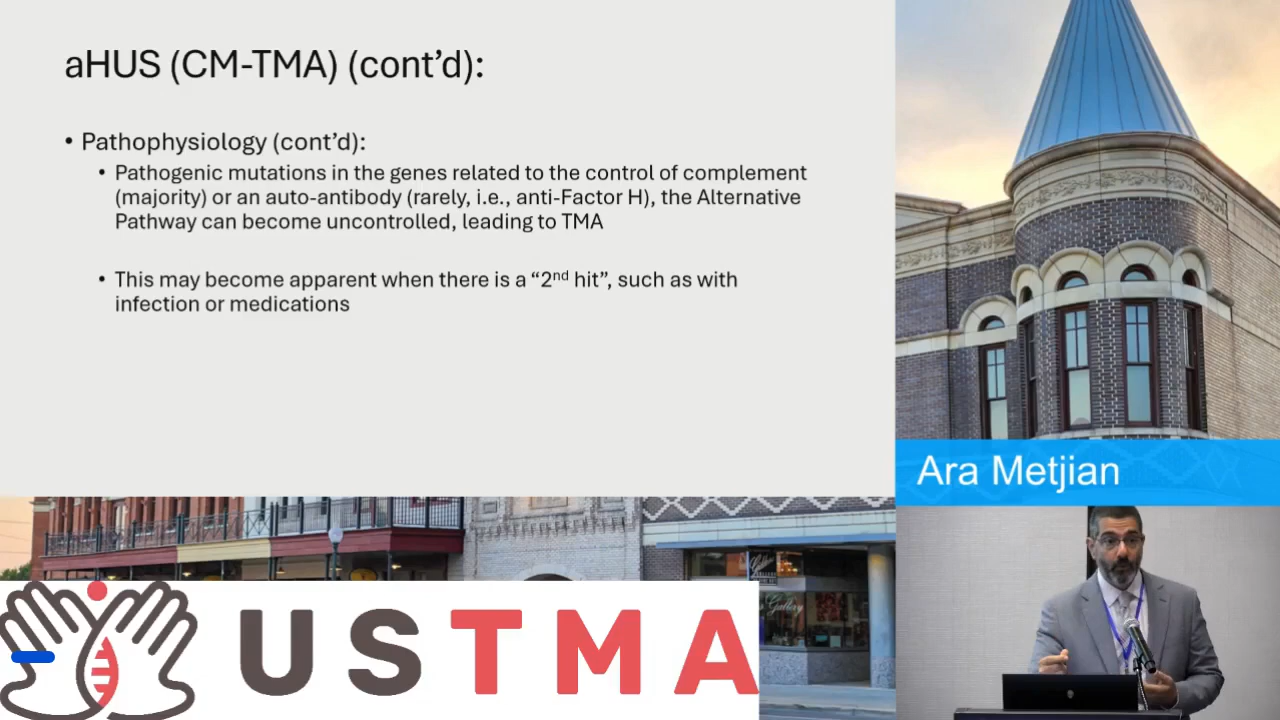 aHUS (CM-TMA) (cont’d):
• Pathophysiology (cont’d):
• Pathogenic mutations in the genes related to the control of complement
(majority) or an auto-antibody (rarely, i.e., anti-Factor H), the Alternative
Pathway can become uncontrolled, leading to TMA
• This may become apparent when there is a “2nd hit”, such as with
infection or medications
Ara Metjian
Gallery
USTMA